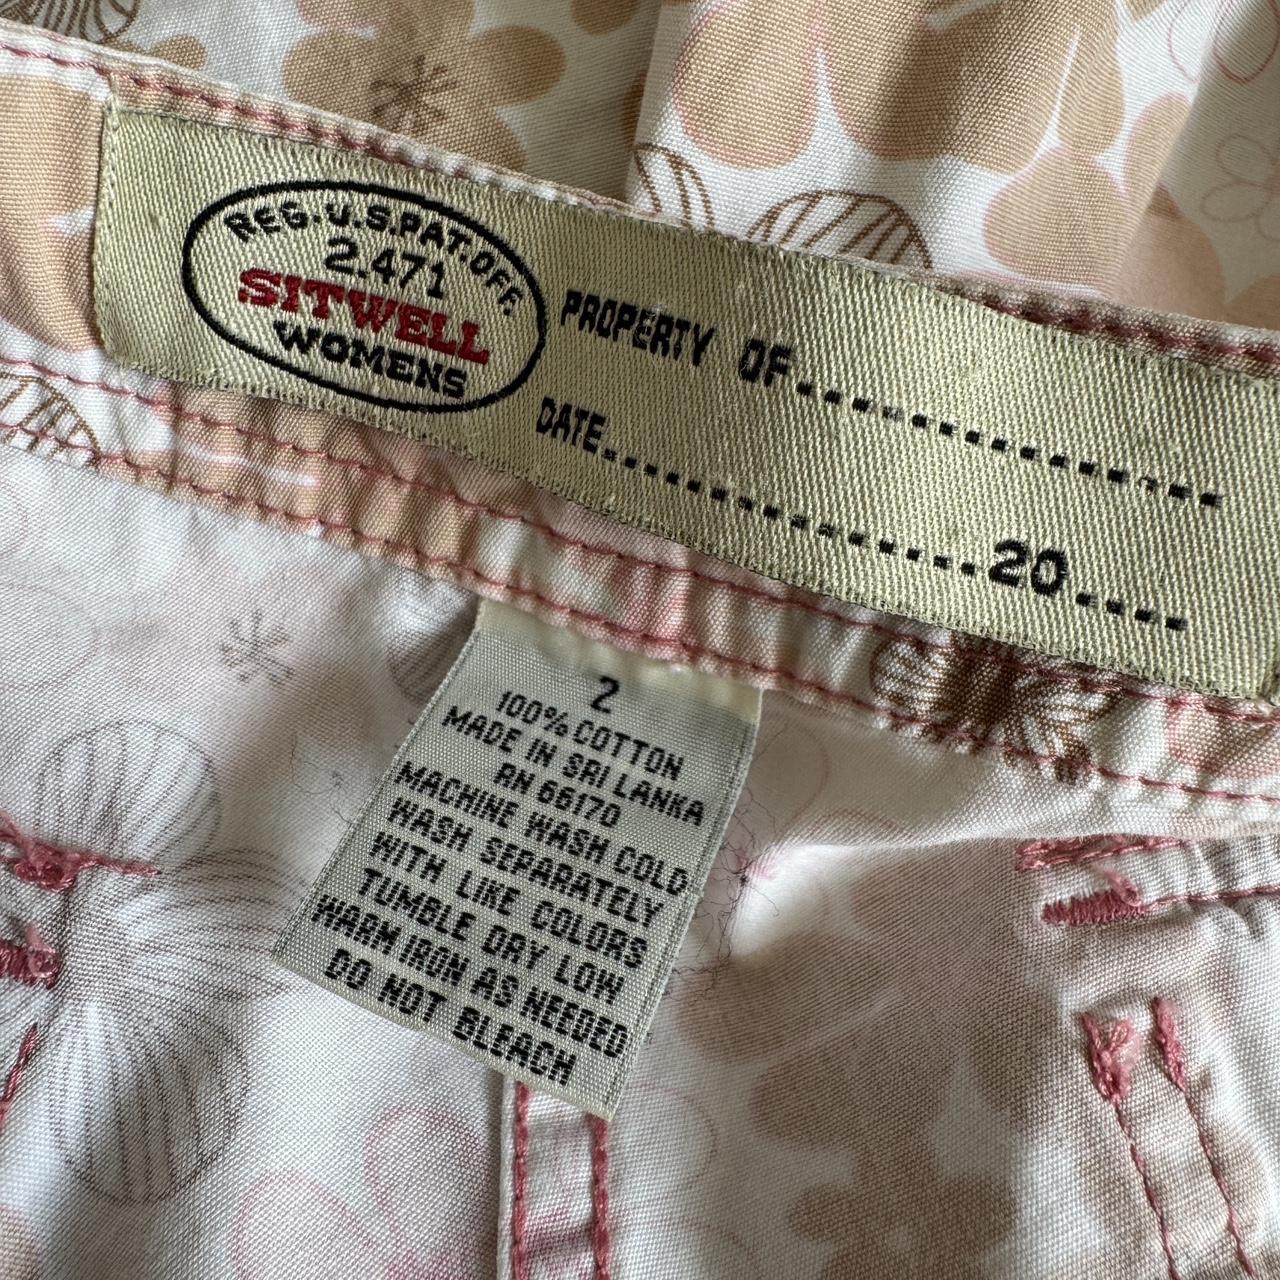 REG.U.S.PAT.OFF.
2.471
SITWELL
WOMENS
PROPERTY OF...............
DATE...................20.....
2
100% COTTON
MADE IN SRI LANKA
RN 66170
MACHINE WASH COLD
WASH SEPARATELY
WITH LIKE COLORS
TUMBLE DRY LOW
WARM IRON AS NEEDED
DO NOT BLEACH